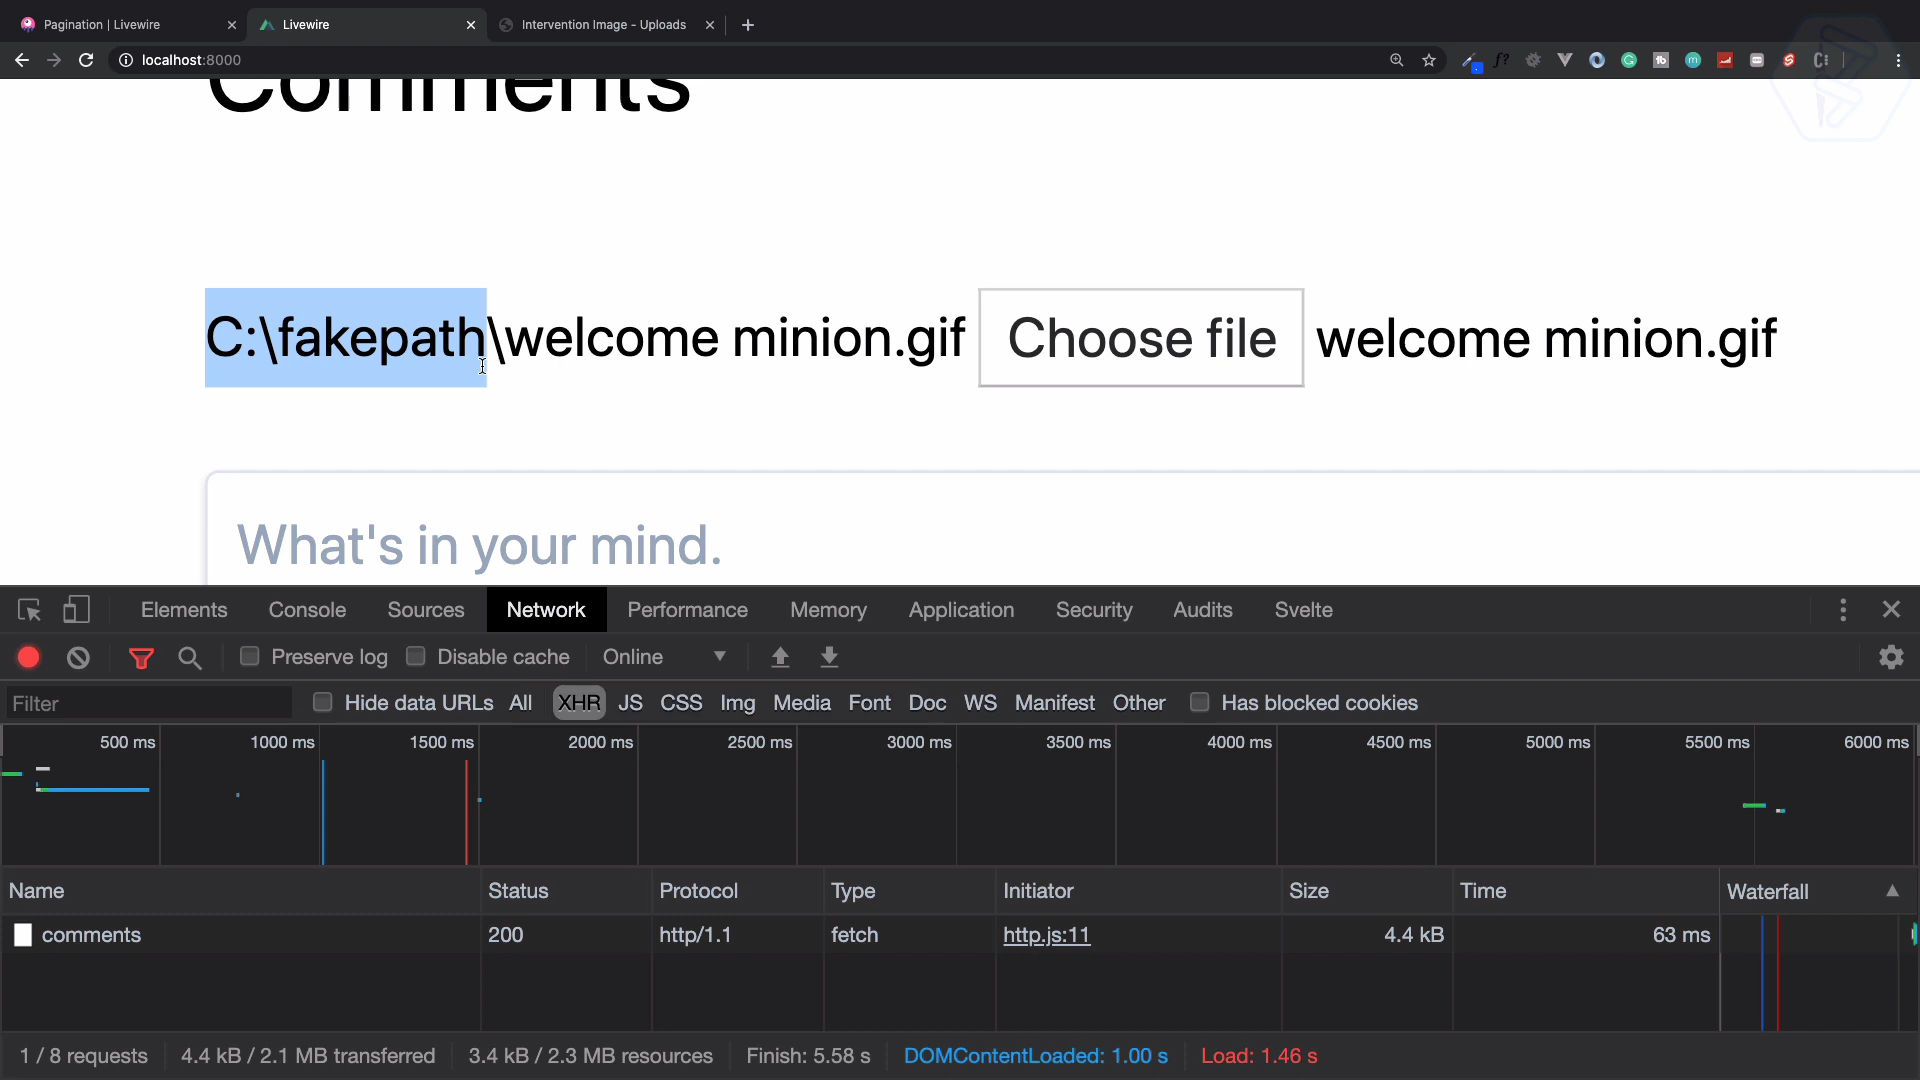 Pagination | Livewire
Livewire
Intervention Image - Uploads
localhost:8000
Comments
C:\fakepath\welcome minion.gif Choose file welcome minion.gif
What's in your mind.
Elements Console Sources Network Performance Memory Application Security Audits Svelte
Preserve log Disable cache Online
Filter Hide data URLs All XHR JS CSS Img Media Font Doc WS Manifest Other Has blocked cookies
500 ms 1000 ms 1500 ms 2000 ms 2500 ms 3000 ms 3500 ms 4000 ms 4500 ms 5000 ms 5500 ms 6000 ms
Name Status Protocol Type Initiator Size Time Waterfall
comments 200 http/1.1 fetch http.js:11 4.4 kB 63 ms
1 / 8 requests 4.4 kB / 2.1 MB transferred 3.4 kB / 2.3 MB resources Finish: 5.58 s DOMContentLoaded: 1.00 s Load: 1.46 s